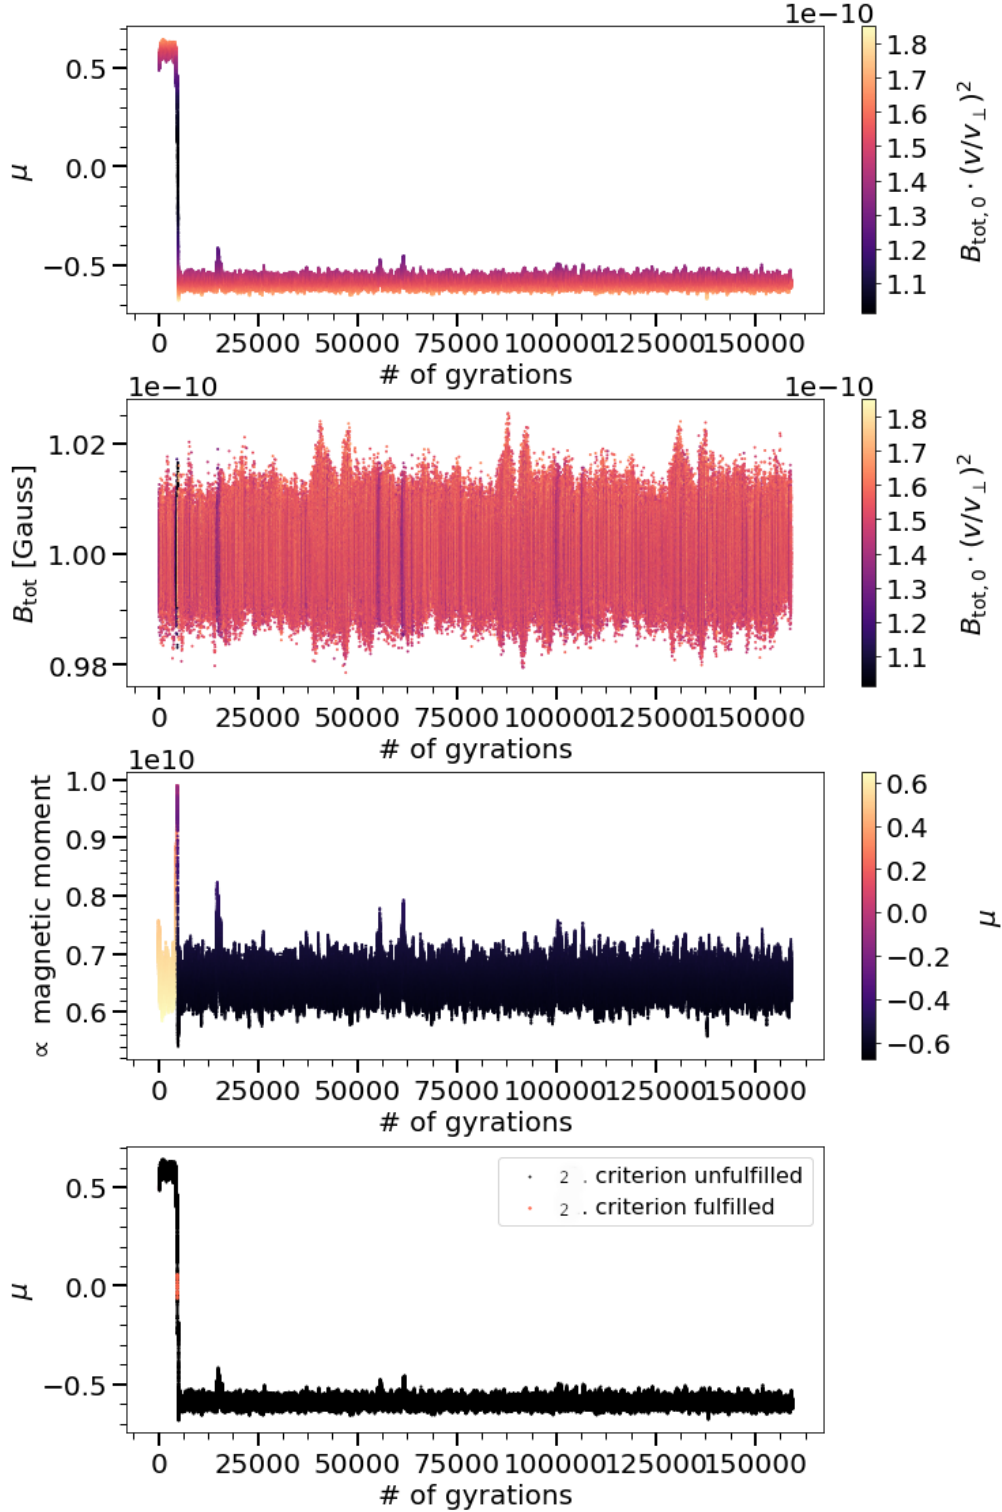 1e−10
1e−10
0.5
0.0
−0.5
μ
0 25000 50000 75000 100000 125000 150000
# of gyrations
1.8
1.7
1.6
1.5
1.4
1.3
1.2
1.1
B_tot,0 · (v/v_⊥)^2
1e−10
1e−10
1.02
1.00
0.98
B_tot [Gauss]
0 25000 50000 75000 100000 125000 150000
# of gyrations
1.8
1.7
1.6
1.5
1.4
1.3
1.2
1.1
B_tot,0 · (v/v_⊥)^2
1e10
1.0
0.9
0.8
0.7
0.6
∝ magnetic moment
0 25000 50000 75000 100000 125000 150000
# of gyrations
0.6
0.4
0.2
0.0
−0.2
−0.4
−0.6
μ
2 . criterion unfulfilled
2 . criterion fulfilled
0.5
0.0
−0.5
μ
0 25000 50000 75000 100000 125000 150000
# of gyrations